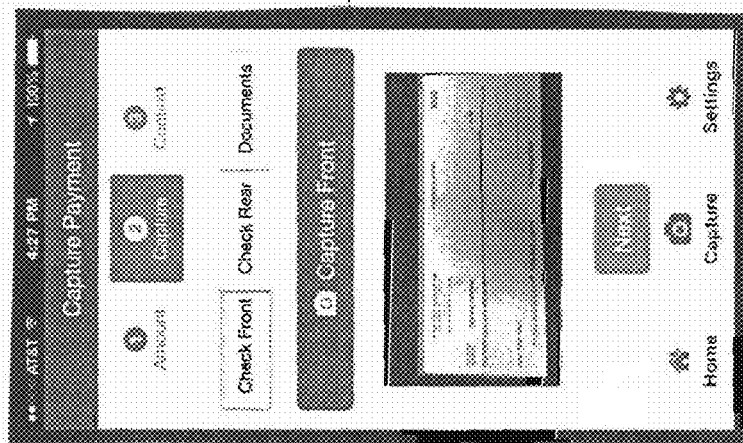 AT&T 4:27 PM 100%
Capture Payment
1 2 3
Amount Capture Confirm
Check Front Check Rear Documents
Capture Front
Next
Home Capture Settings